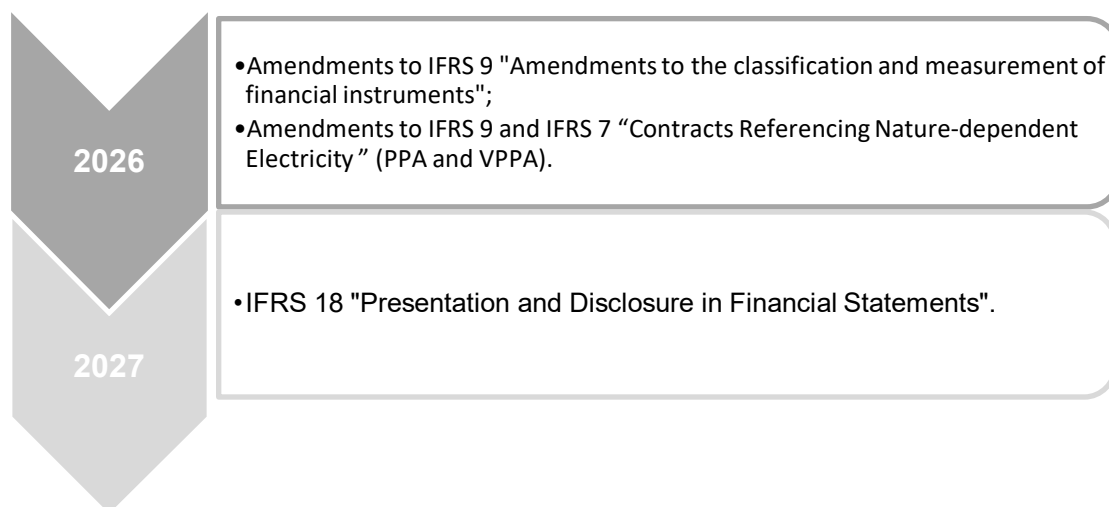 2026
•Amendments to IFRS 9 "Amendments to the classification and measurement of
financial instruments";
•Amendments to IFRS 9 and IFRS 7 “Contracts Referencing Nature-dependent
Electricity ” (PPA and VPPA).
2027
•IFRS 18 "Presentation and Disclosure in Financial Statements".